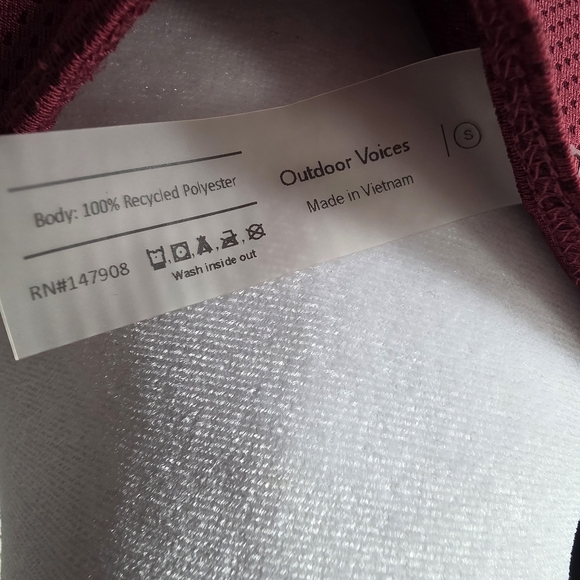 Body: 100% Recycled Polyester
RN#147908
Wash inside out
Outdoor Voices
Made in Vietnam
S